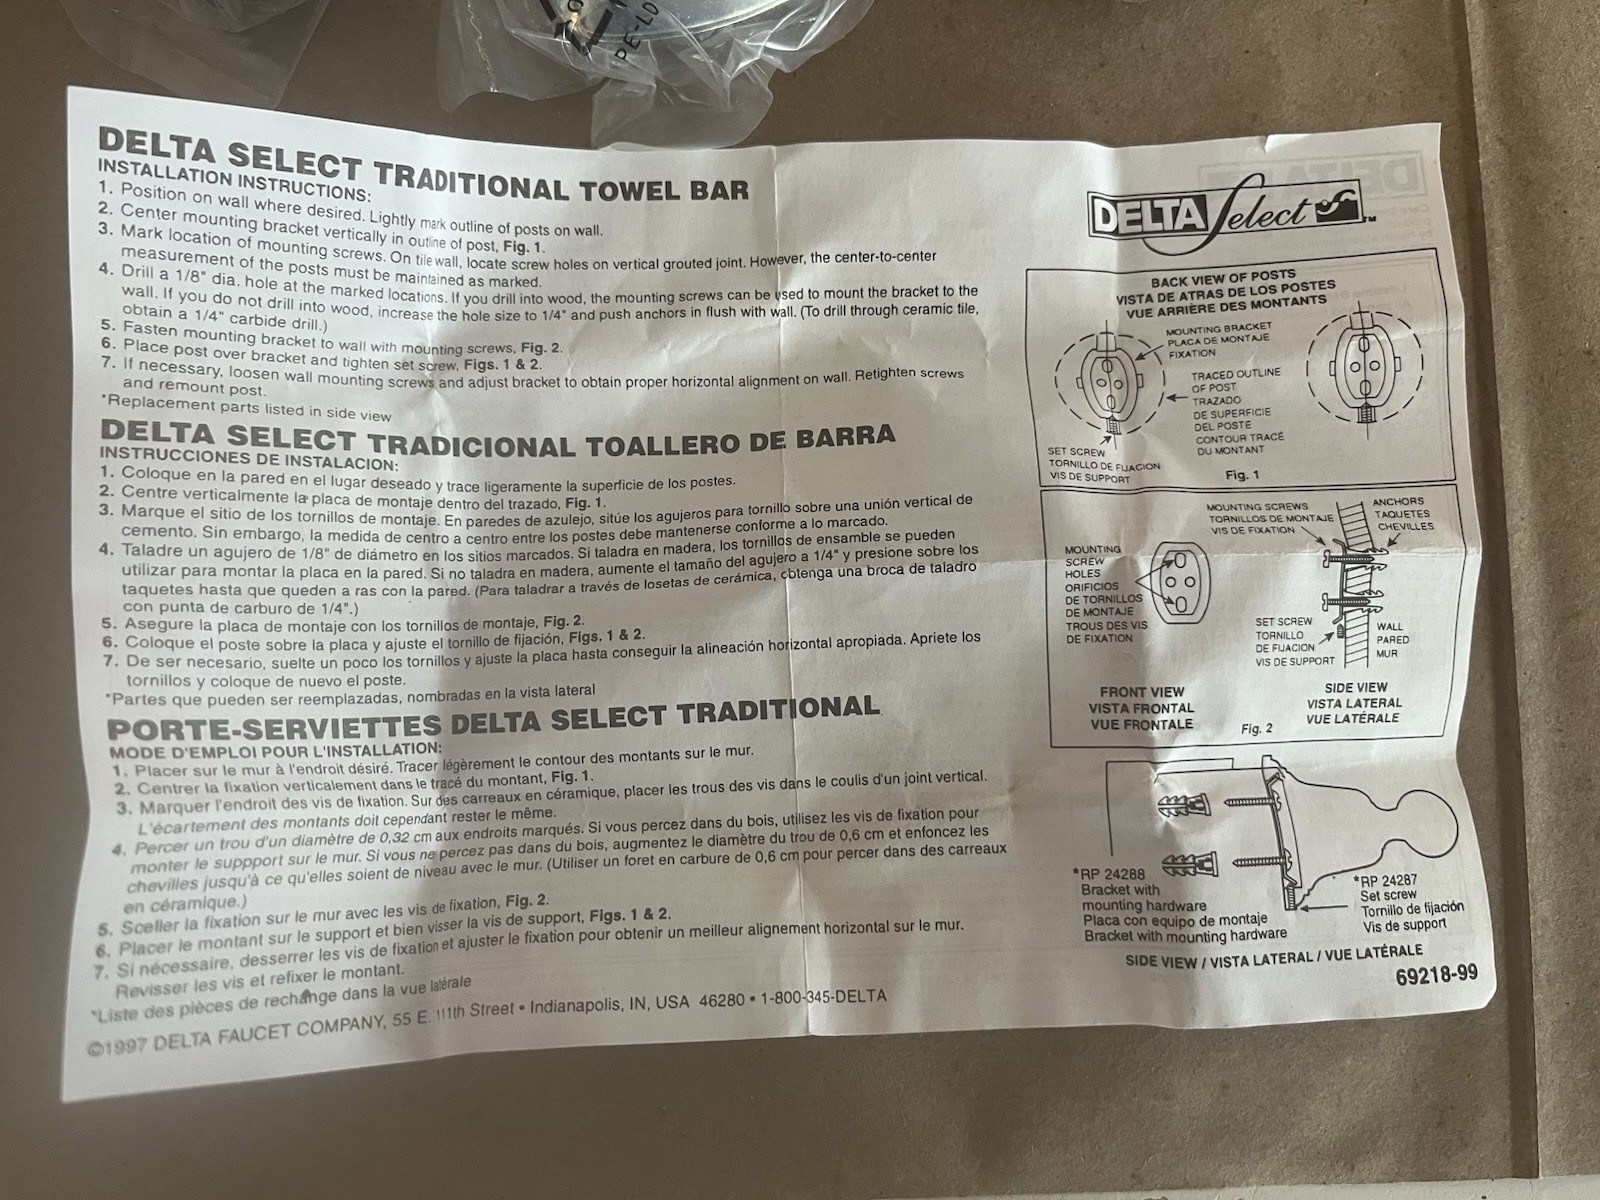 PE-LD
DELTA SELECT TRADITIONAL TOWEL BAR
INSTALLATION INSTRUCTIONS:
1. Position on wall where desired. Lightly mark outline of posts on wall.
2. Center mounting bracket vertically in outline of post, Fig. 1.
3. Mark location of mounting screws. On tile wall, locate screw holes on vertical grouted joint. However, the center-to-center
measurement of the posts must be maintained as marked.
4. Drill a 1/8" dia. hole at the marked locations. If you drill into wood, the mounting screws can be used to mount the bracket to the
wall. If you do not drill into wood, increase the hole size to 1/4" and push anchors in flush with wall. (To drill through ceramic tile,
obtain a 1/4" carbide drill.)
5. Fasten mounting bracket to wall with mounting screws, Fig. 2.
6. Place post over bracket and tighten set screw, Figs. 1 & 2.
7. If necessary, loosen wall mounting screws and adjust bracket to obtain proper horizontal alignment on wall. Retighten screws
and remount post.
*Replacement parts listed in side view
DELTA SELECT TRADICIONAL TOALLERO DE BARRA
INSTRUCCIONES DE INSTALACION:
1. Coloque en la pared en el lugar deseado y trace ligeramente la superficie de los postes.
2. Centre verticalmente la placa de montaje dentro del trazado, Fig. 1.
3. Marque el sitio de los tornillos de montaje. En paredes de azulejo, sitúe los agujeros para tornillo sobre una unión vertical de
cemento. Sin embargo, la medida de centro a centro entre los postes debe mantenerse conforme a lo marcado.
4. Taladre un agujero de 1/8" de diámetro en los sitios marcados. Si taladra en madera, los tornillos de ensamble se pueden
utilizar para montar la placa en la pared. Si no taladra en madera, aumente el tamaño del agujero a 1/4" y presione sobre los
taquetes hasta que queden a ras con la pared. (Para taladrar a través de losetas de cerámica, obtenga una broca de taladro
con punta de carburo de 1/4".)
5. Asegure la placa de montaje con los tornillos de montaje, Fig. 2.
6. Coloque el poste sobre la placa y ajuste el tornillo de fijación, Figs. 1 & 2.
7. De ser necesario, suelte un poco los tornillos y ajuste la placa hasta conseguir la alineación horizontal apropiada. Apriete los
tornillos y coloque de nuevo el poste.
*Partes que pueden ser reemplazadas, nombradas en la vista lateral
PORTE-SERVIETTES DELTA SELECT TRADITIONAL
MODE D'EMPLOI POUR L'INSTALLATION:
1. Placer sur le mur à l'endroit désiré. Tracer légèrement le contour des montants sur le mur.
2. Centrer la fixation verticalement dans le tracé du montant, Fig. 1.
3. Marquer l'endroit des vis de fixation. Sur des carreaux en céramique, placer les trous des vis dans le coulis d'un joint vertical.
L'écartement des montants doit cependant rester le même.
4. Percer un trou d'un diamètre de 0,32 cm aux endroits marqués. Si vous percez dans du bois, utilisez les vis de fixation pour
monter le suppport sur le mur. Si vous ne percez pas dans du bois, augmentez le diamètre du trou de 0,6 cm et enfoncez les
chevilles jusqu'à ce qu'elles soient de niveau avec le mur. (Utiliser un foret en carbure de 0,6 cm pour percer dans des carreaux
en céramique.)
5. Sceller la fixation sur le mur avec les vis de fixation, Fig. 2.
6. Placer le montant sur le support et bien visser la vis de support, Figs. 1 & 2.
7. Si nécessaire, desserrer les vis de fixation et ajuster le fixation pour obtenir un meilleur alignement horizontal sur le mur.
Revisser les vis et refixer le montant.
*Liste des pièces de rechange dans la vue latérale
©1997 DELTA FAUCET COMPANY, 55 E. 111th Street • Indianapolis, IN, USA 46280 • 1-800-345-DELTA
DELTA Select TM
BACK VIEW OF POSTS
VISTA DE ATRAS DE LOS POSTES
VUE ARRIÈRE DES MONTANTS
MOUNTING BRACKET
PLACA DE MONTAJE
FIXATION
TRACED OUTLINE
OF POST
TRAZADO
DE SUPERFICIE
DEL POSTE
CONTOUR TRACÉ
DU MONTANT
SET SCREW
TORNILLO DE FIJACION
VIS DE SUPPORT
Fig. 1
MOUNTING SCREWS
TORNILLOS DE MONTAJE
VIS DE FIXATION
ANCHORS
TAQUETES
CHEVILLES
MOUNTING
SCREW
HOLES
ORIFICIOS
DE TORNILLOS
DE MONTAJE
TROUS DES VIS
DE FIXATION
SET SCREW
TORNILLO
DE FIJACION
VIS DE SUPPORT
WALL
PARED
MUR
FRONT VIEW
VISTA FRONTAL
VUE FRONTALE
SIDE VIEW
VISTA LATERAL
VUE LATÉRALE
Fig. 2
*RP 24288
Bracket with
mounting hardware
Placa con equipo de montaje
Bracket with mounting hardware
*RP 24287
Set screw
Tornillo de fijación
Vis de support
SIDE VIEW / VISTA LATERAL / VUE LATÉRALE
69218-99